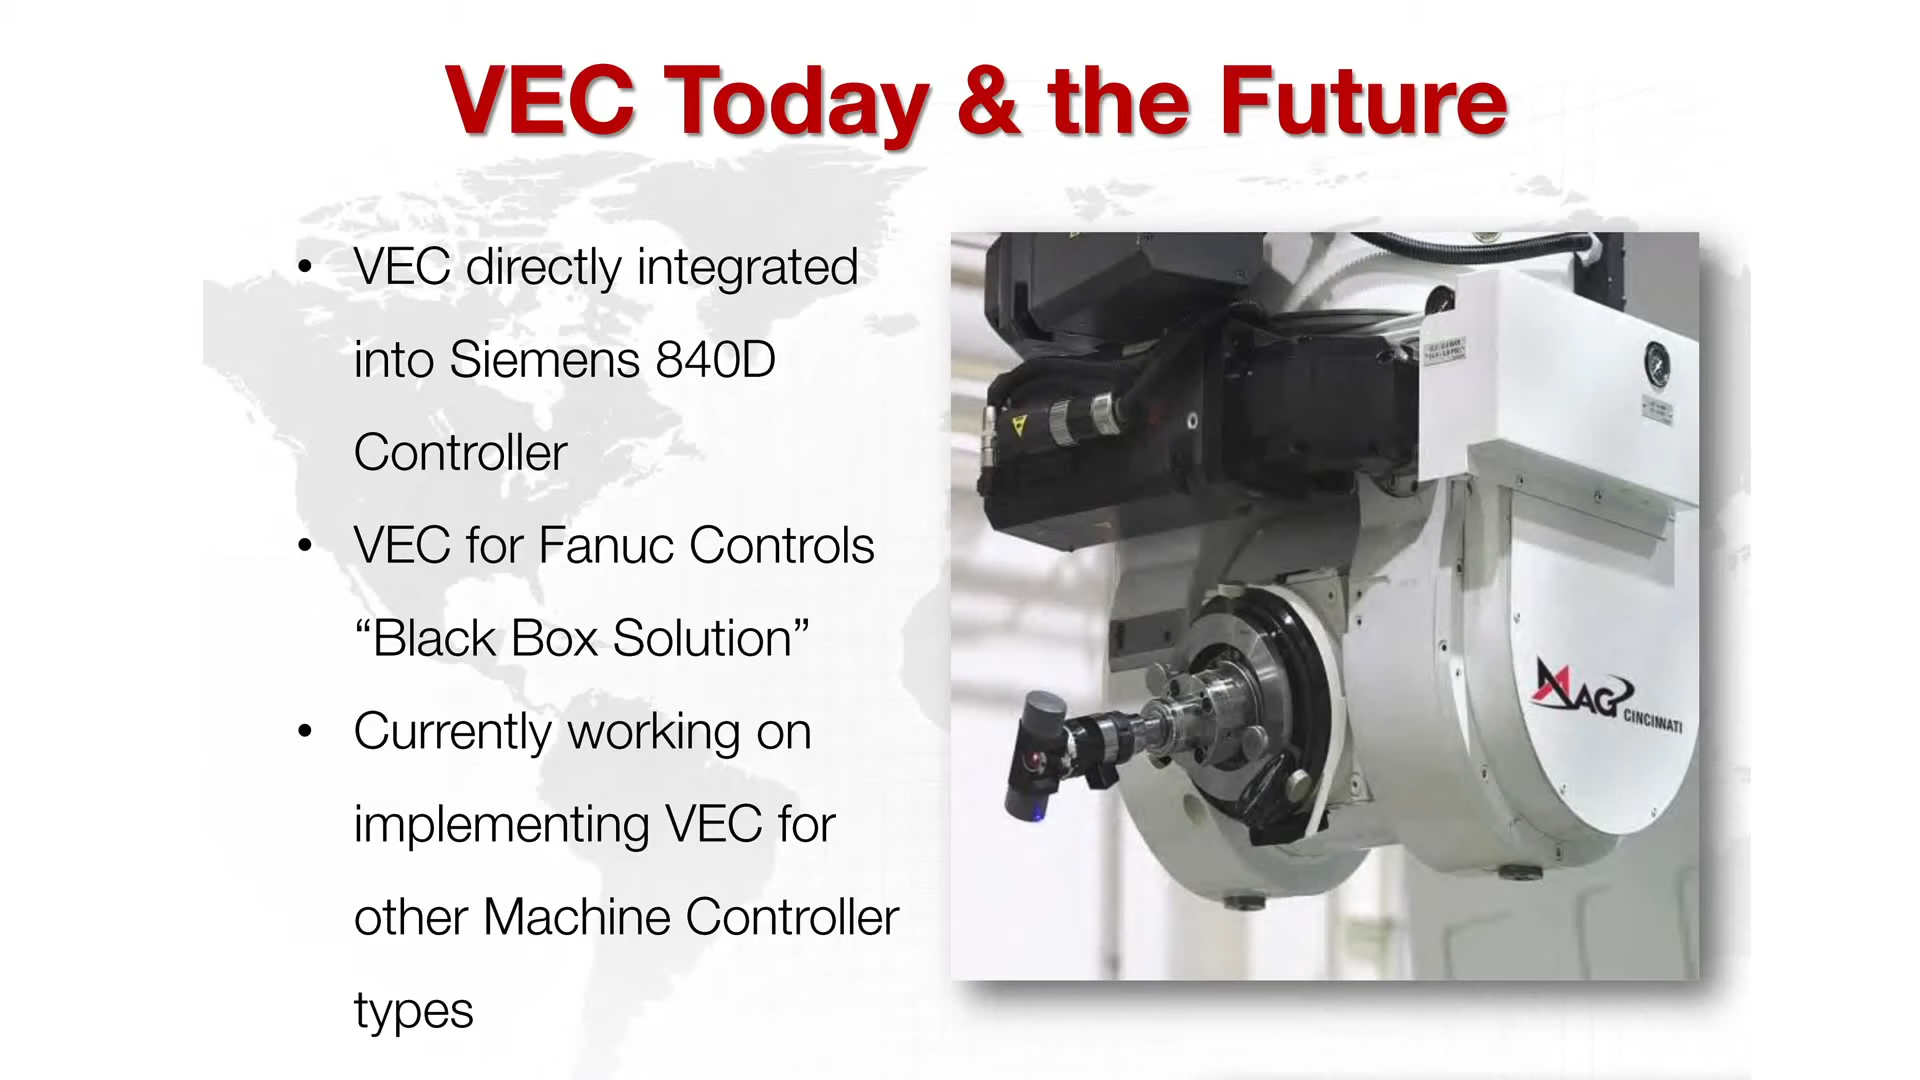 VEC Today & the Future
• VEC directly integrated
into Siemens 840D
Controller
• VEC for Fanuc Controls
“Black Box Solution”
• Currently working on
implementing VEC for
other Machine Controller
types
MAG
CINCINNATI